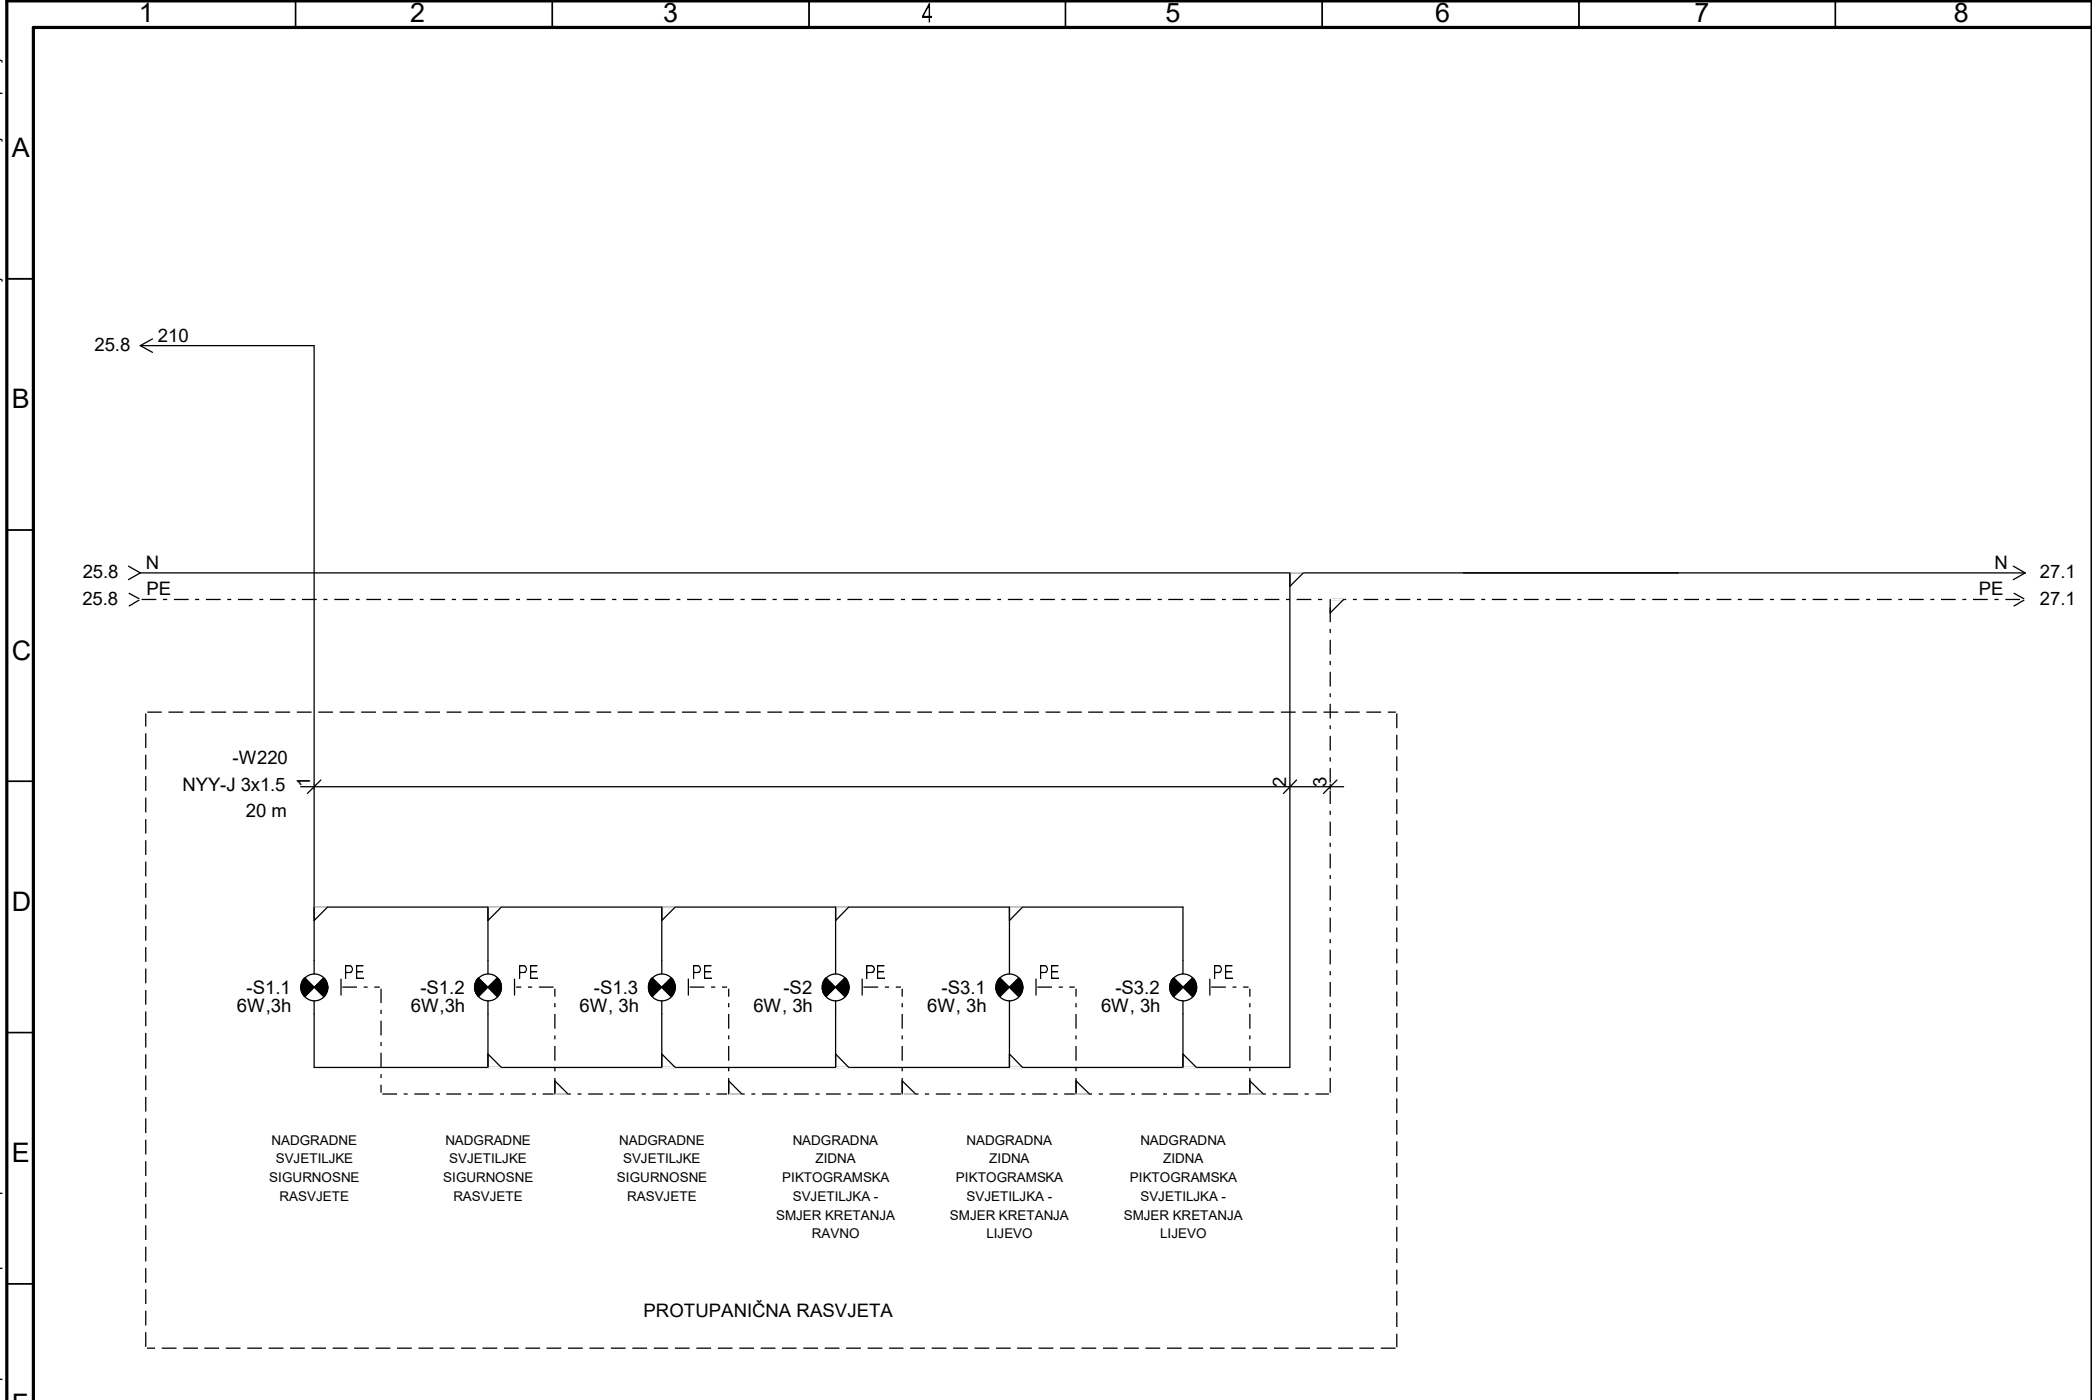 1 2 3 4 5 6 7 8
A
210
25.8
B
N N
25.8 27.1
PE PE
25.8 27.1
C
-W220
NYY-J 3x1.5 1 2 3
20 m
D
PE PE PE PE PE PE
-S1.1 -S1.2 -S1.3 -S2 -S3.1 -S3.2
6W,3h 6W,3h 6W, 3h 6W, 3h 6W, 3h 6W, 3h
E
NADGRADNE
SVJETILJKE
SIGURNOSNE
RASVJETE
NADGRADNE
SVJETILJKE
SIGURNOSNE
RASVJETE
NADGRADNE
SVJETILJKE
SIGURNOSNE
RASVJETE
NADGRADNA
ZIDNA
PIKTOGRAMSKA
SVJETILJKA -
SMJER KRETANJA
RAVNO
NADGRADNA
ZIDNA
PIKTOGRAMSKA
SVJETILJKA -
SMJER KRETANJA
LIJEVO
NADGRADNA
ZIDNA
PIKTOGRAMSKA
SVJETILJKA -
SMJER KRETANJA
LIJEVO
PROTUPANIČNA RASVJETA